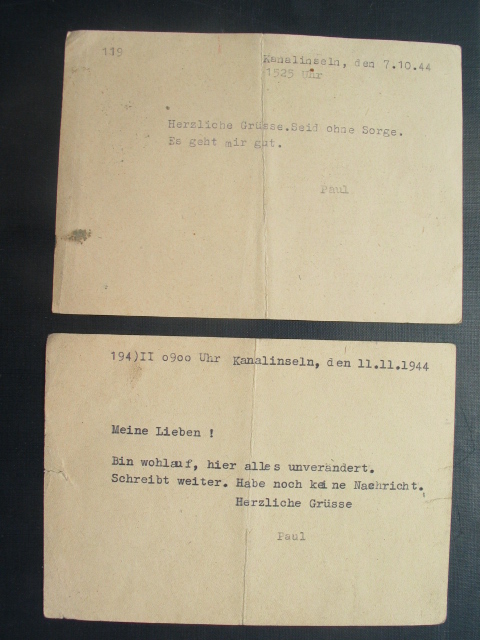 119
Kanalinseln, den 7.10.44
1525 Uhr
Herzliche Grüsse.Seid ohne Sorge.
Es geht mir gut.
Paul
194)II 0900 Uhr Kanalinseln, den 11.11.1944
Meine Lieben !
Bin wohlauf, hier alles unverändert.
Schreibt weiter. Habe noch keine Nachricht.
Herzliche Grüsse
Paul